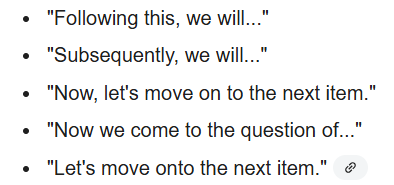 • "Following this, we will..."
• "Subsequently, we will..."
• "Now, let's move on to the next item."
• "Now we come to the question of..."
• "Let's move onto the next item."